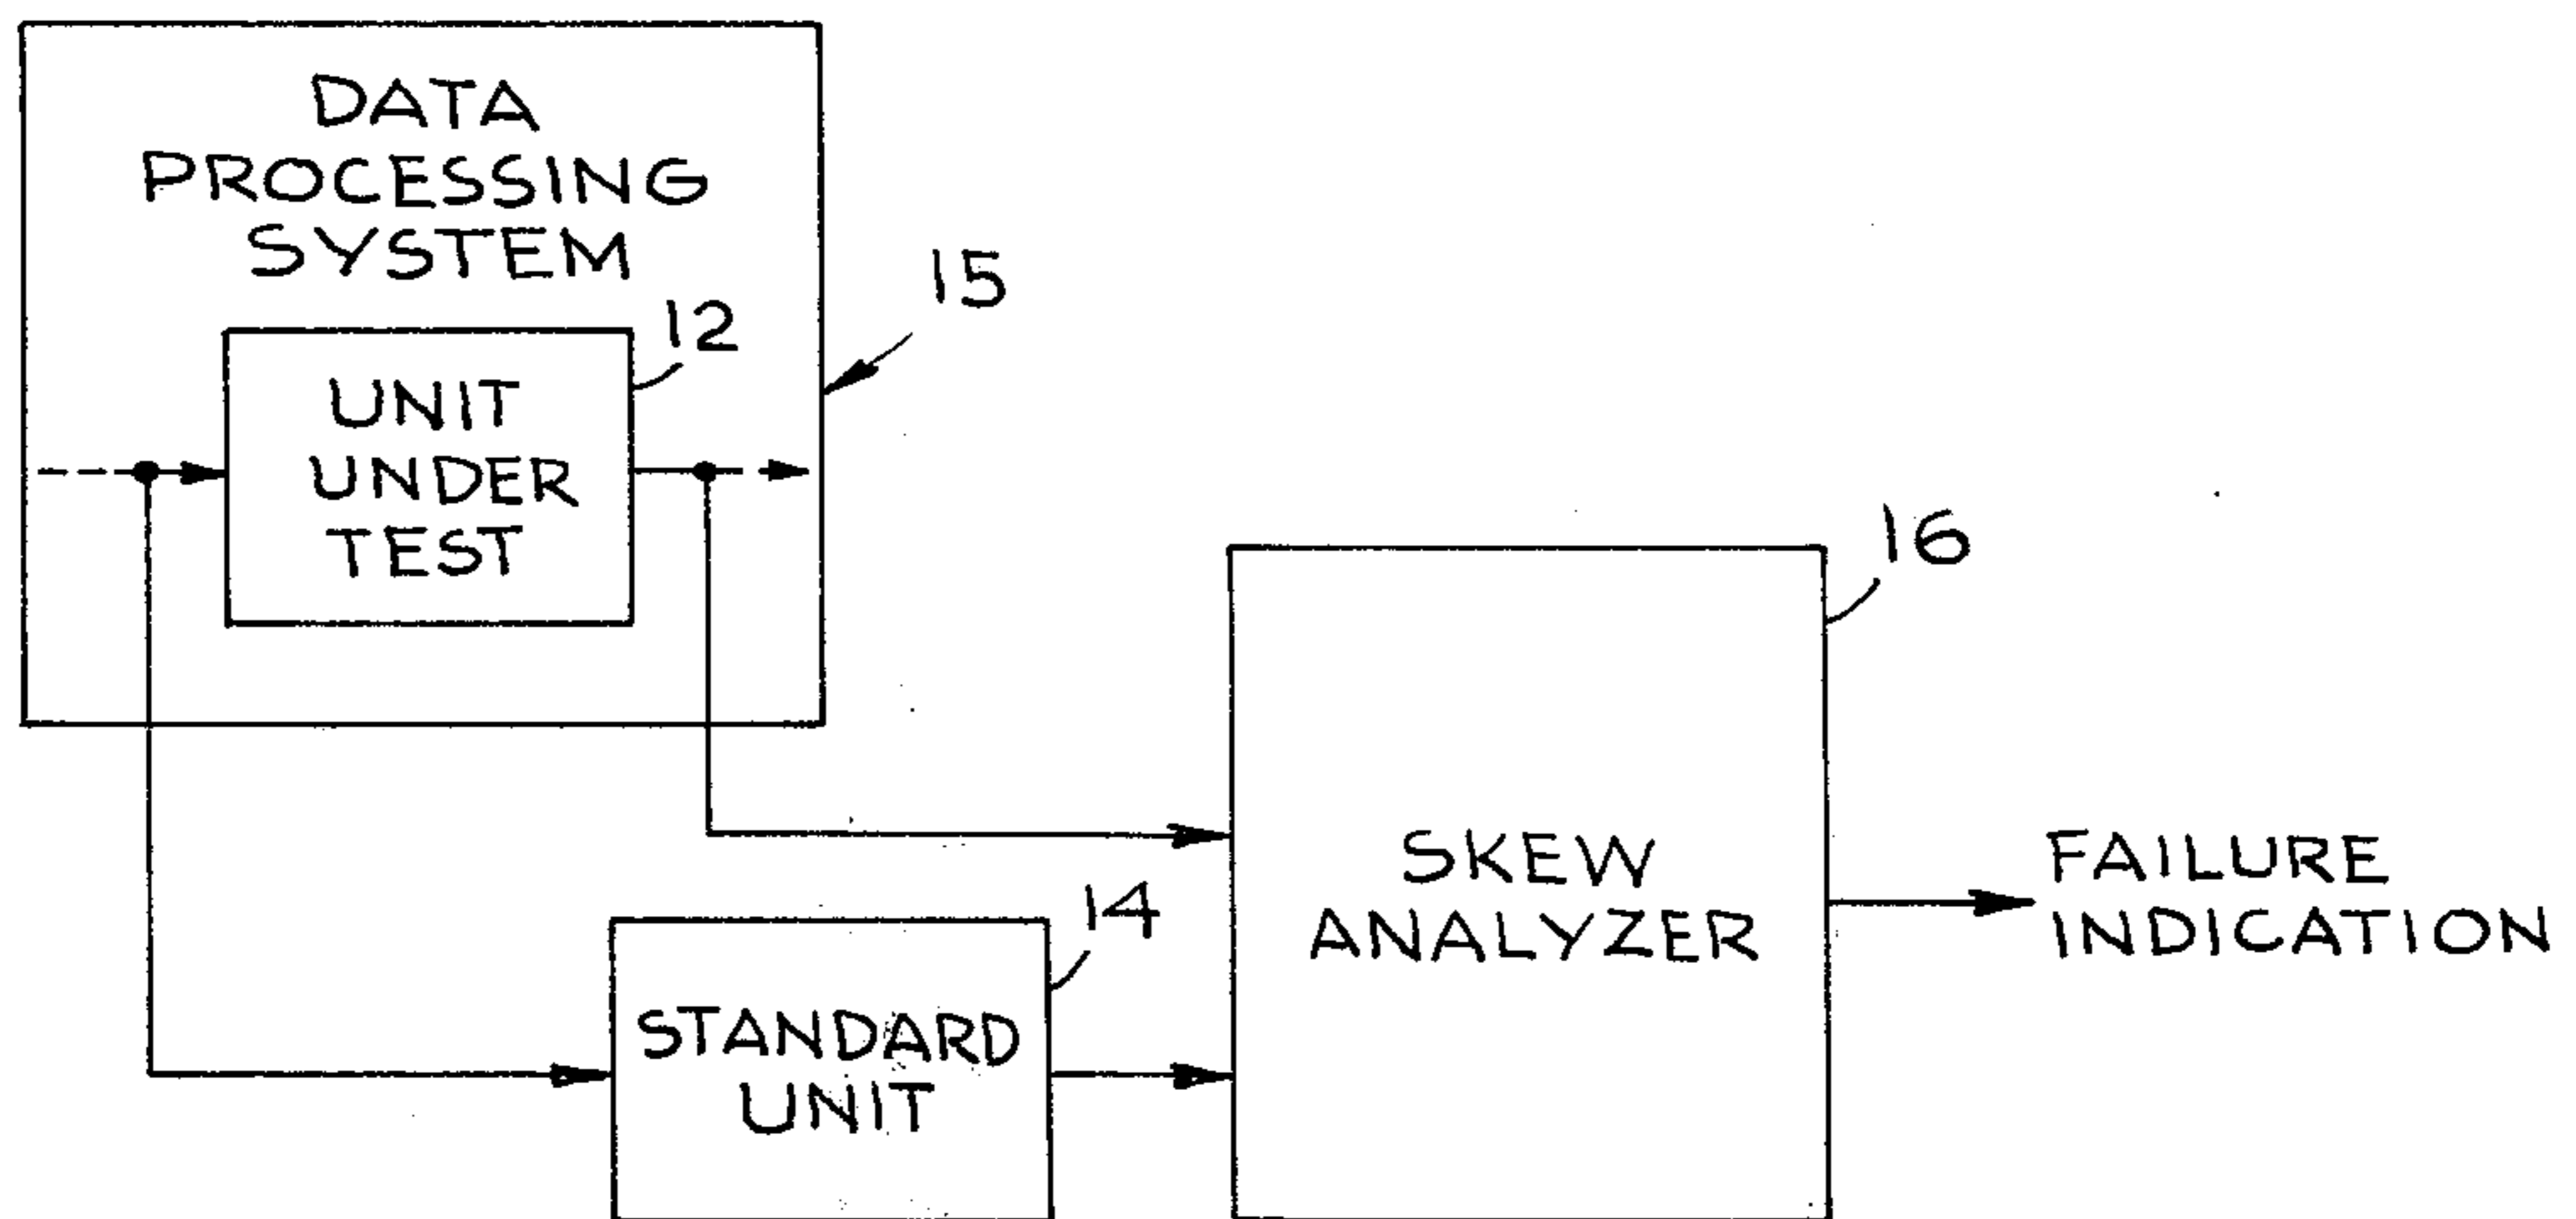 DATA
PROCESSING
SYSTEM
15
12
UNIT
UNDER
TEST
16
SKEW
ANALYZER
FAILURE
INDICATION
14
STANDARD
UNIT